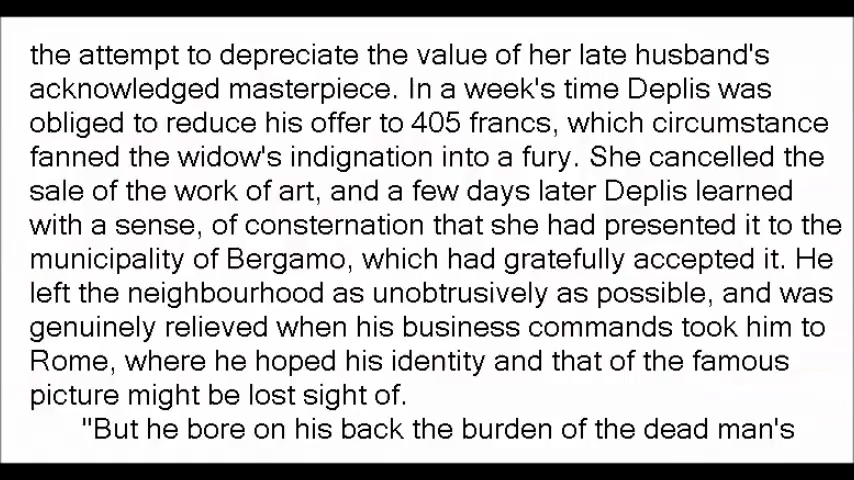 the attempt to depreciate the value of her late husband's
acknowledged masterpiece. In a week's time Deplis was
obliged to reduce his offer to 405 francs, which circumstance
fanned the widow's indignation into a fury. She cancelled the
sale of the work of art, and a few days later Deplis learned
with a sense, of consternation that she had presented it to the
municipality of Bergamo, which had gratefully accepted it. He
left the neighbourhood as unobtrusively as possible, and was
genuinely relieved when his business commands took him to
Rome, where he hoped his identity and that of the famous
picture might be lost sight of.
"But he bore on his back the burden of the dead man's